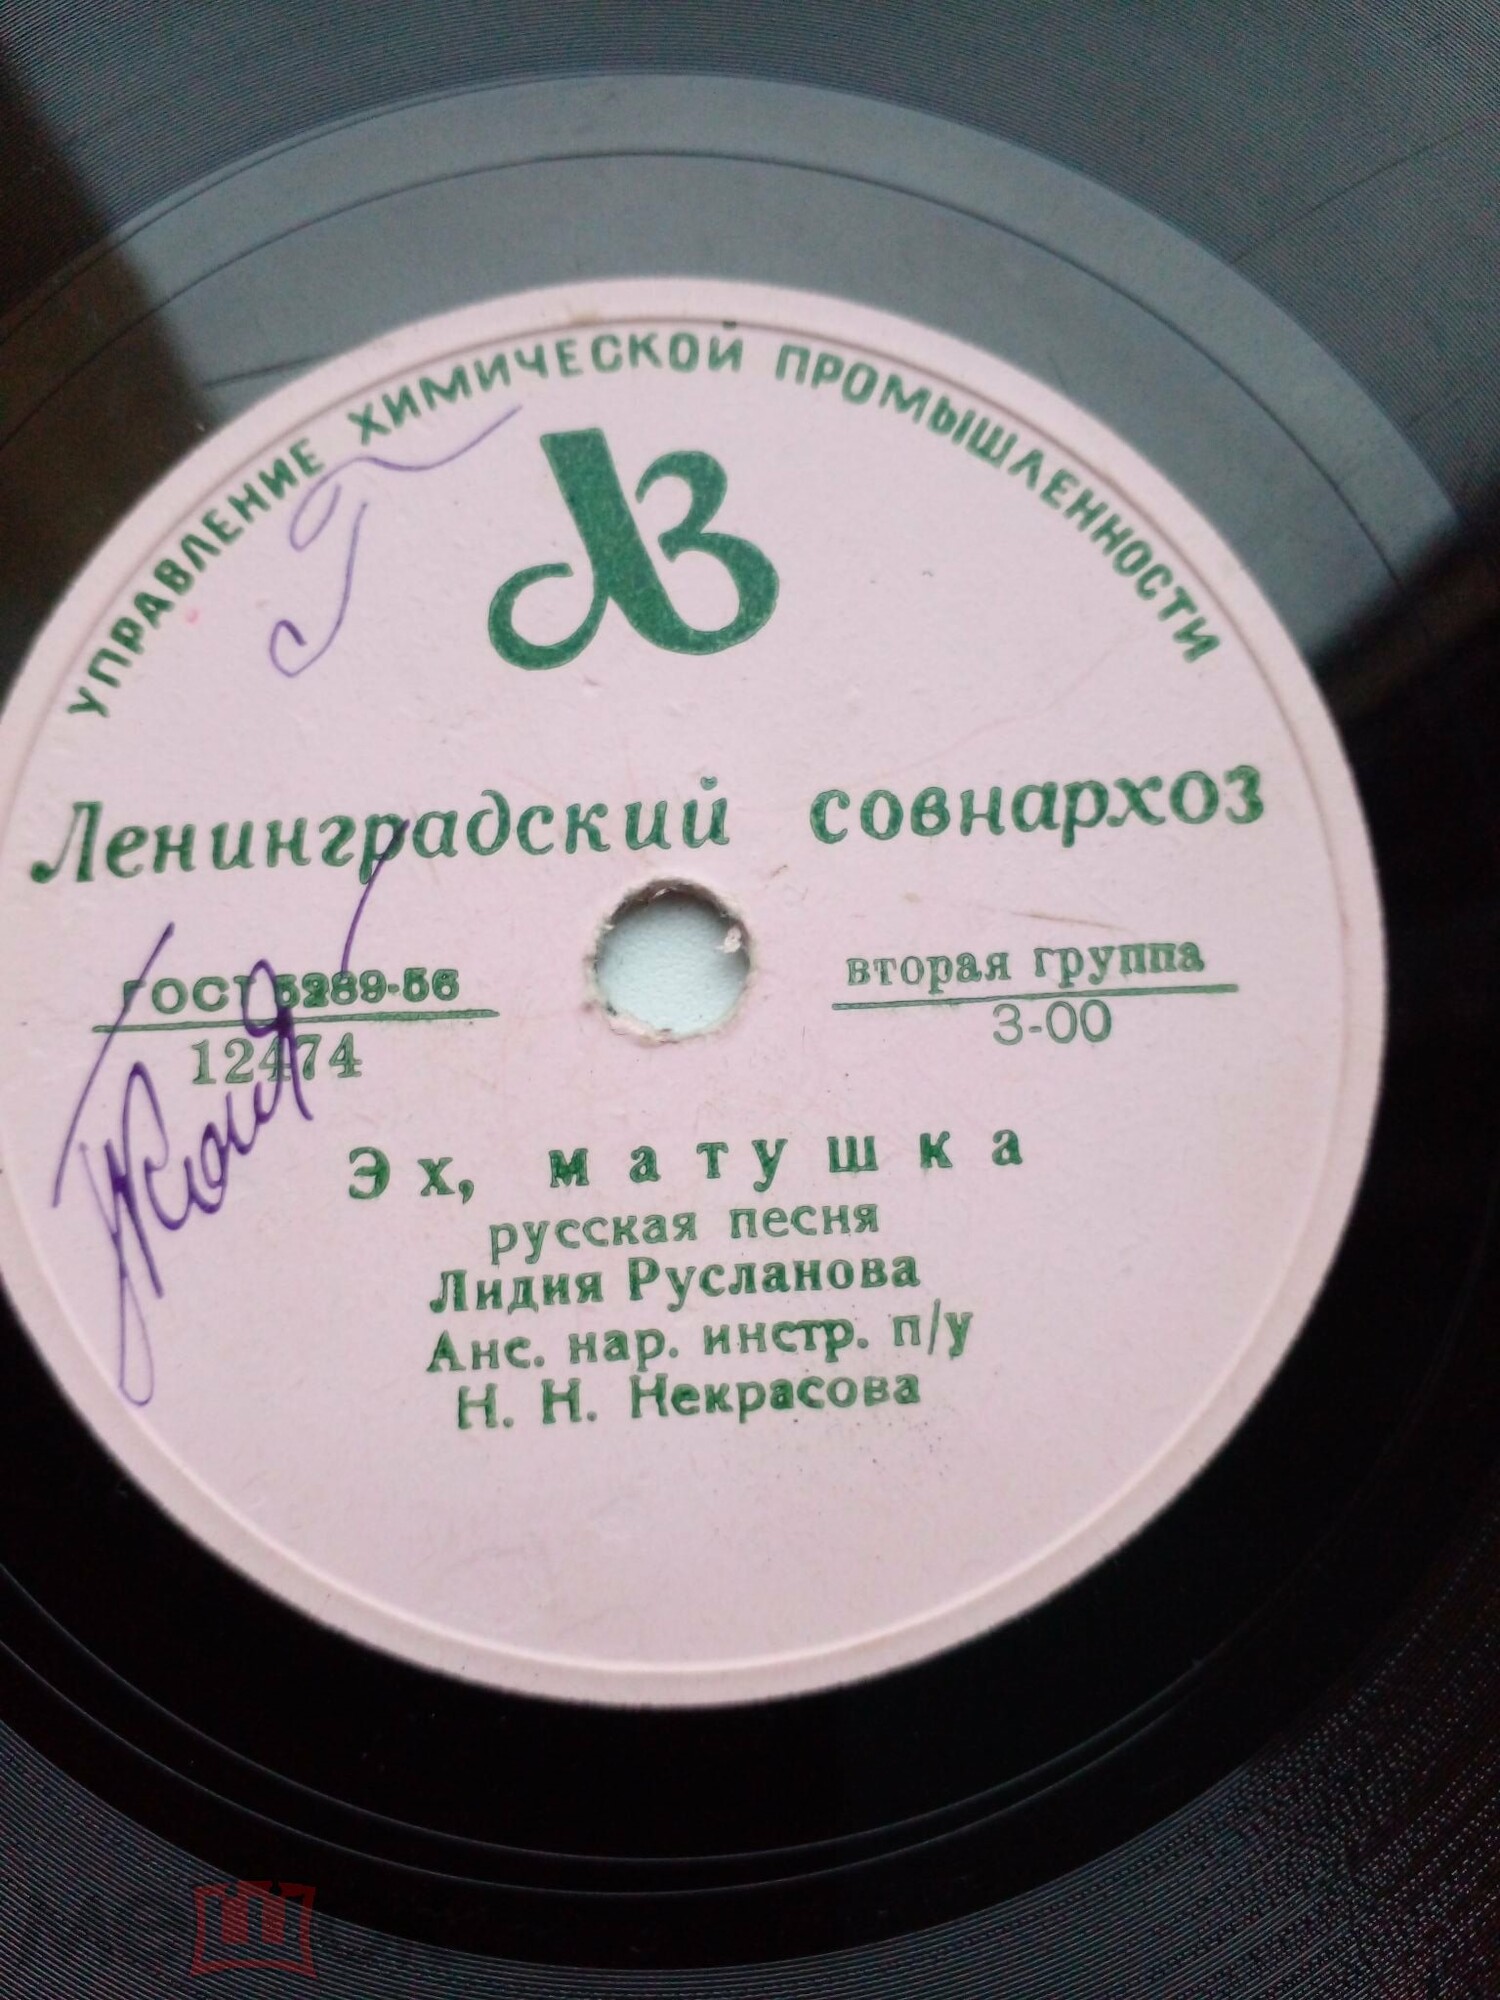 УПРАВЛЕНИЕ ХИМИЧЕСКОЙ ПРОМЫШЛЕННОСТИ
ЛЗ
Ленинградский совнархоз
ГОСТ 5289-56
12474
вторая группа
3-00
Эх, матушка
русская песня
Лидия Русланова
Анс. нар. инстр. п/у
Н. Н. Некрасова